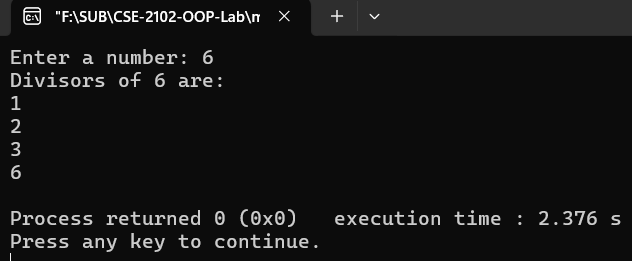 "F:\SUB\CSE-2102-OOP-Lab\m
Enter a number: 6
Divisors of 6 are:
1
2
3
6
Process returned 0 (0x0)   execution time : 2.376 s
Press any key to continue.